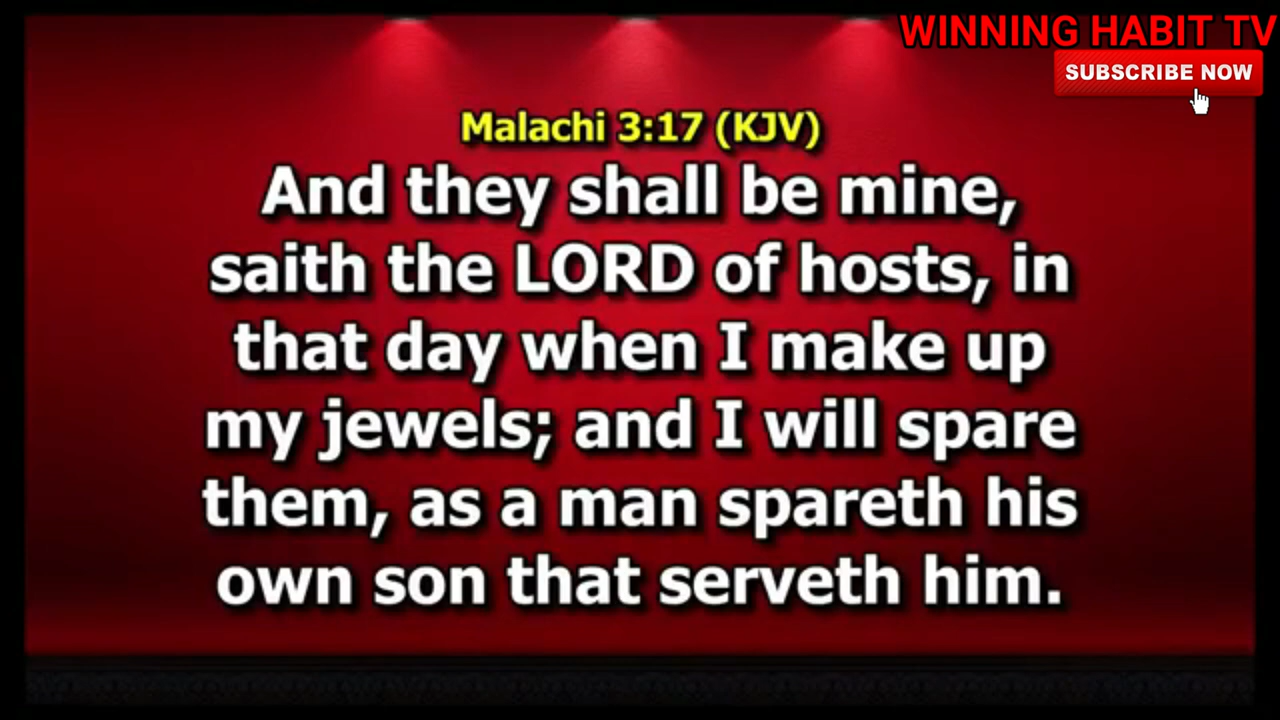 WINNING HABIT TV
SUBSCRIBE NOW
Malachi 3:17 (KJV)
And they shall be mine,
saith the LORD of hosts, in
that day when I make up
my jewels; and I will spare
them, as a man spareth his
own son that serveth him.